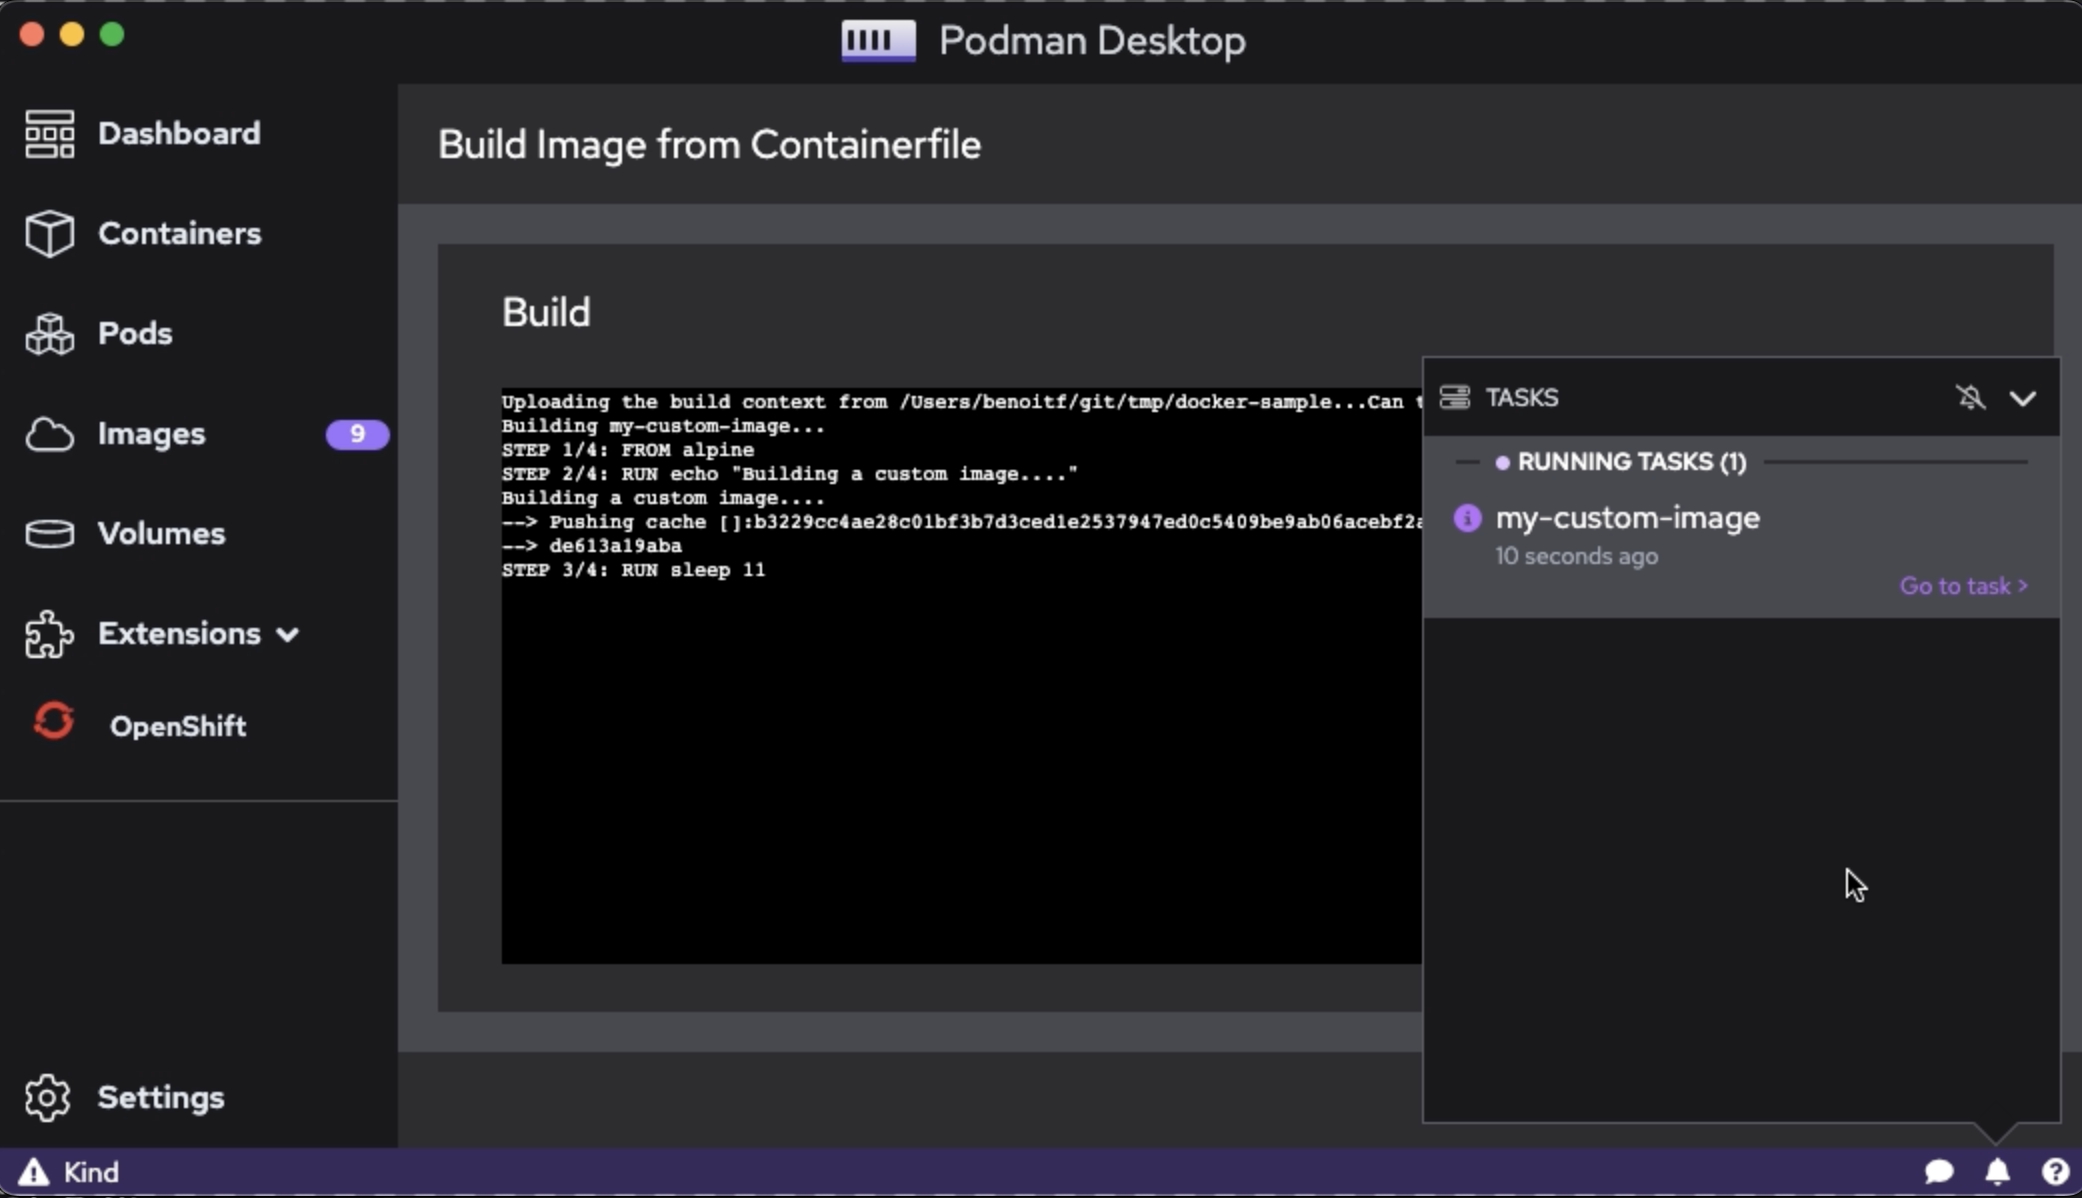 Podman Desktop
Dashboard
Containers
Pods
Images 9
Volumes
Extensions
OpenShift
Settings
Build Image from Containerfile
Build
Uploading the build context from /Users/benoitf/git/tmp/docker-sample...Can
Building my-custom-image...
STEP 1/4: FROM alpine
STEP 2/4: RUN echo "Building a custom image...."
Building a custom image....
--> Pushing cache []:b3229cc4ae28c01bf3b7d3ced1e2537947ed0c5409be9ab06acebf2a
--> de613a19aba
STEP 3/4: RUN sleep 11
TASKS
RUNNING TASKS (1)
my-custom-image
10 seconds ago
Go to task >
Kind